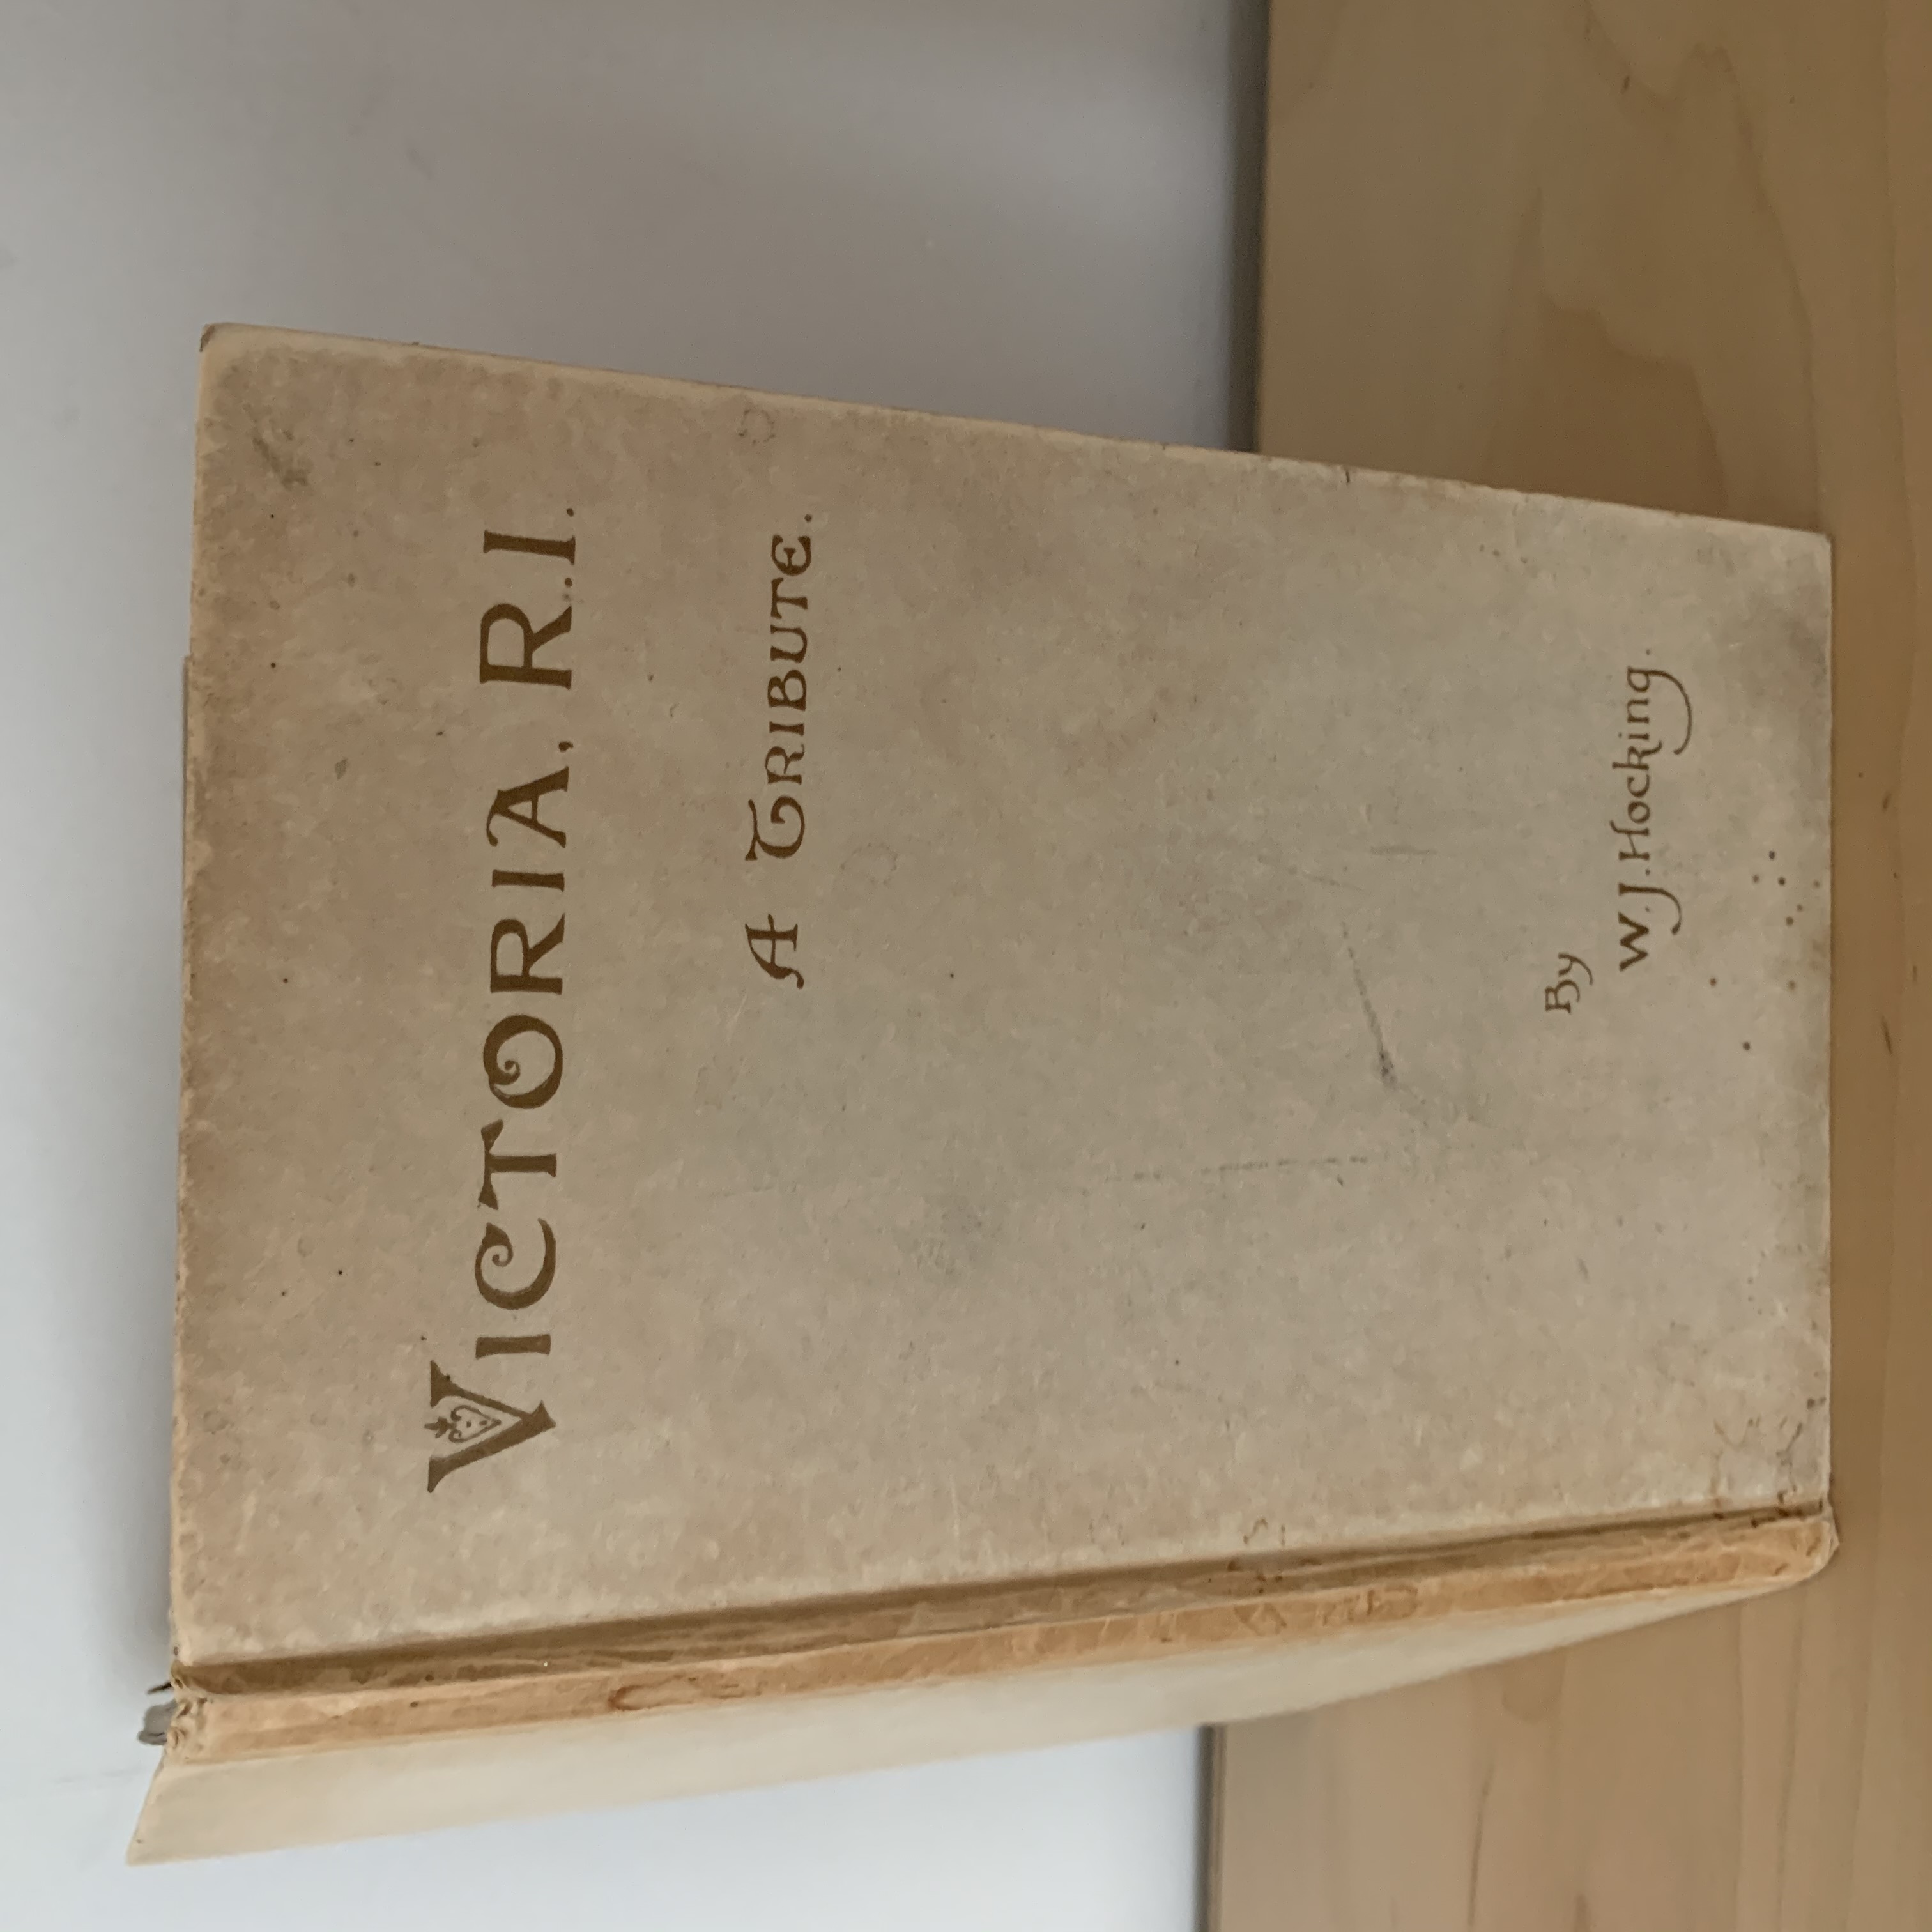 VICTORIA, R.I.
A TRIBUTE.
By
W. J. Hocking.